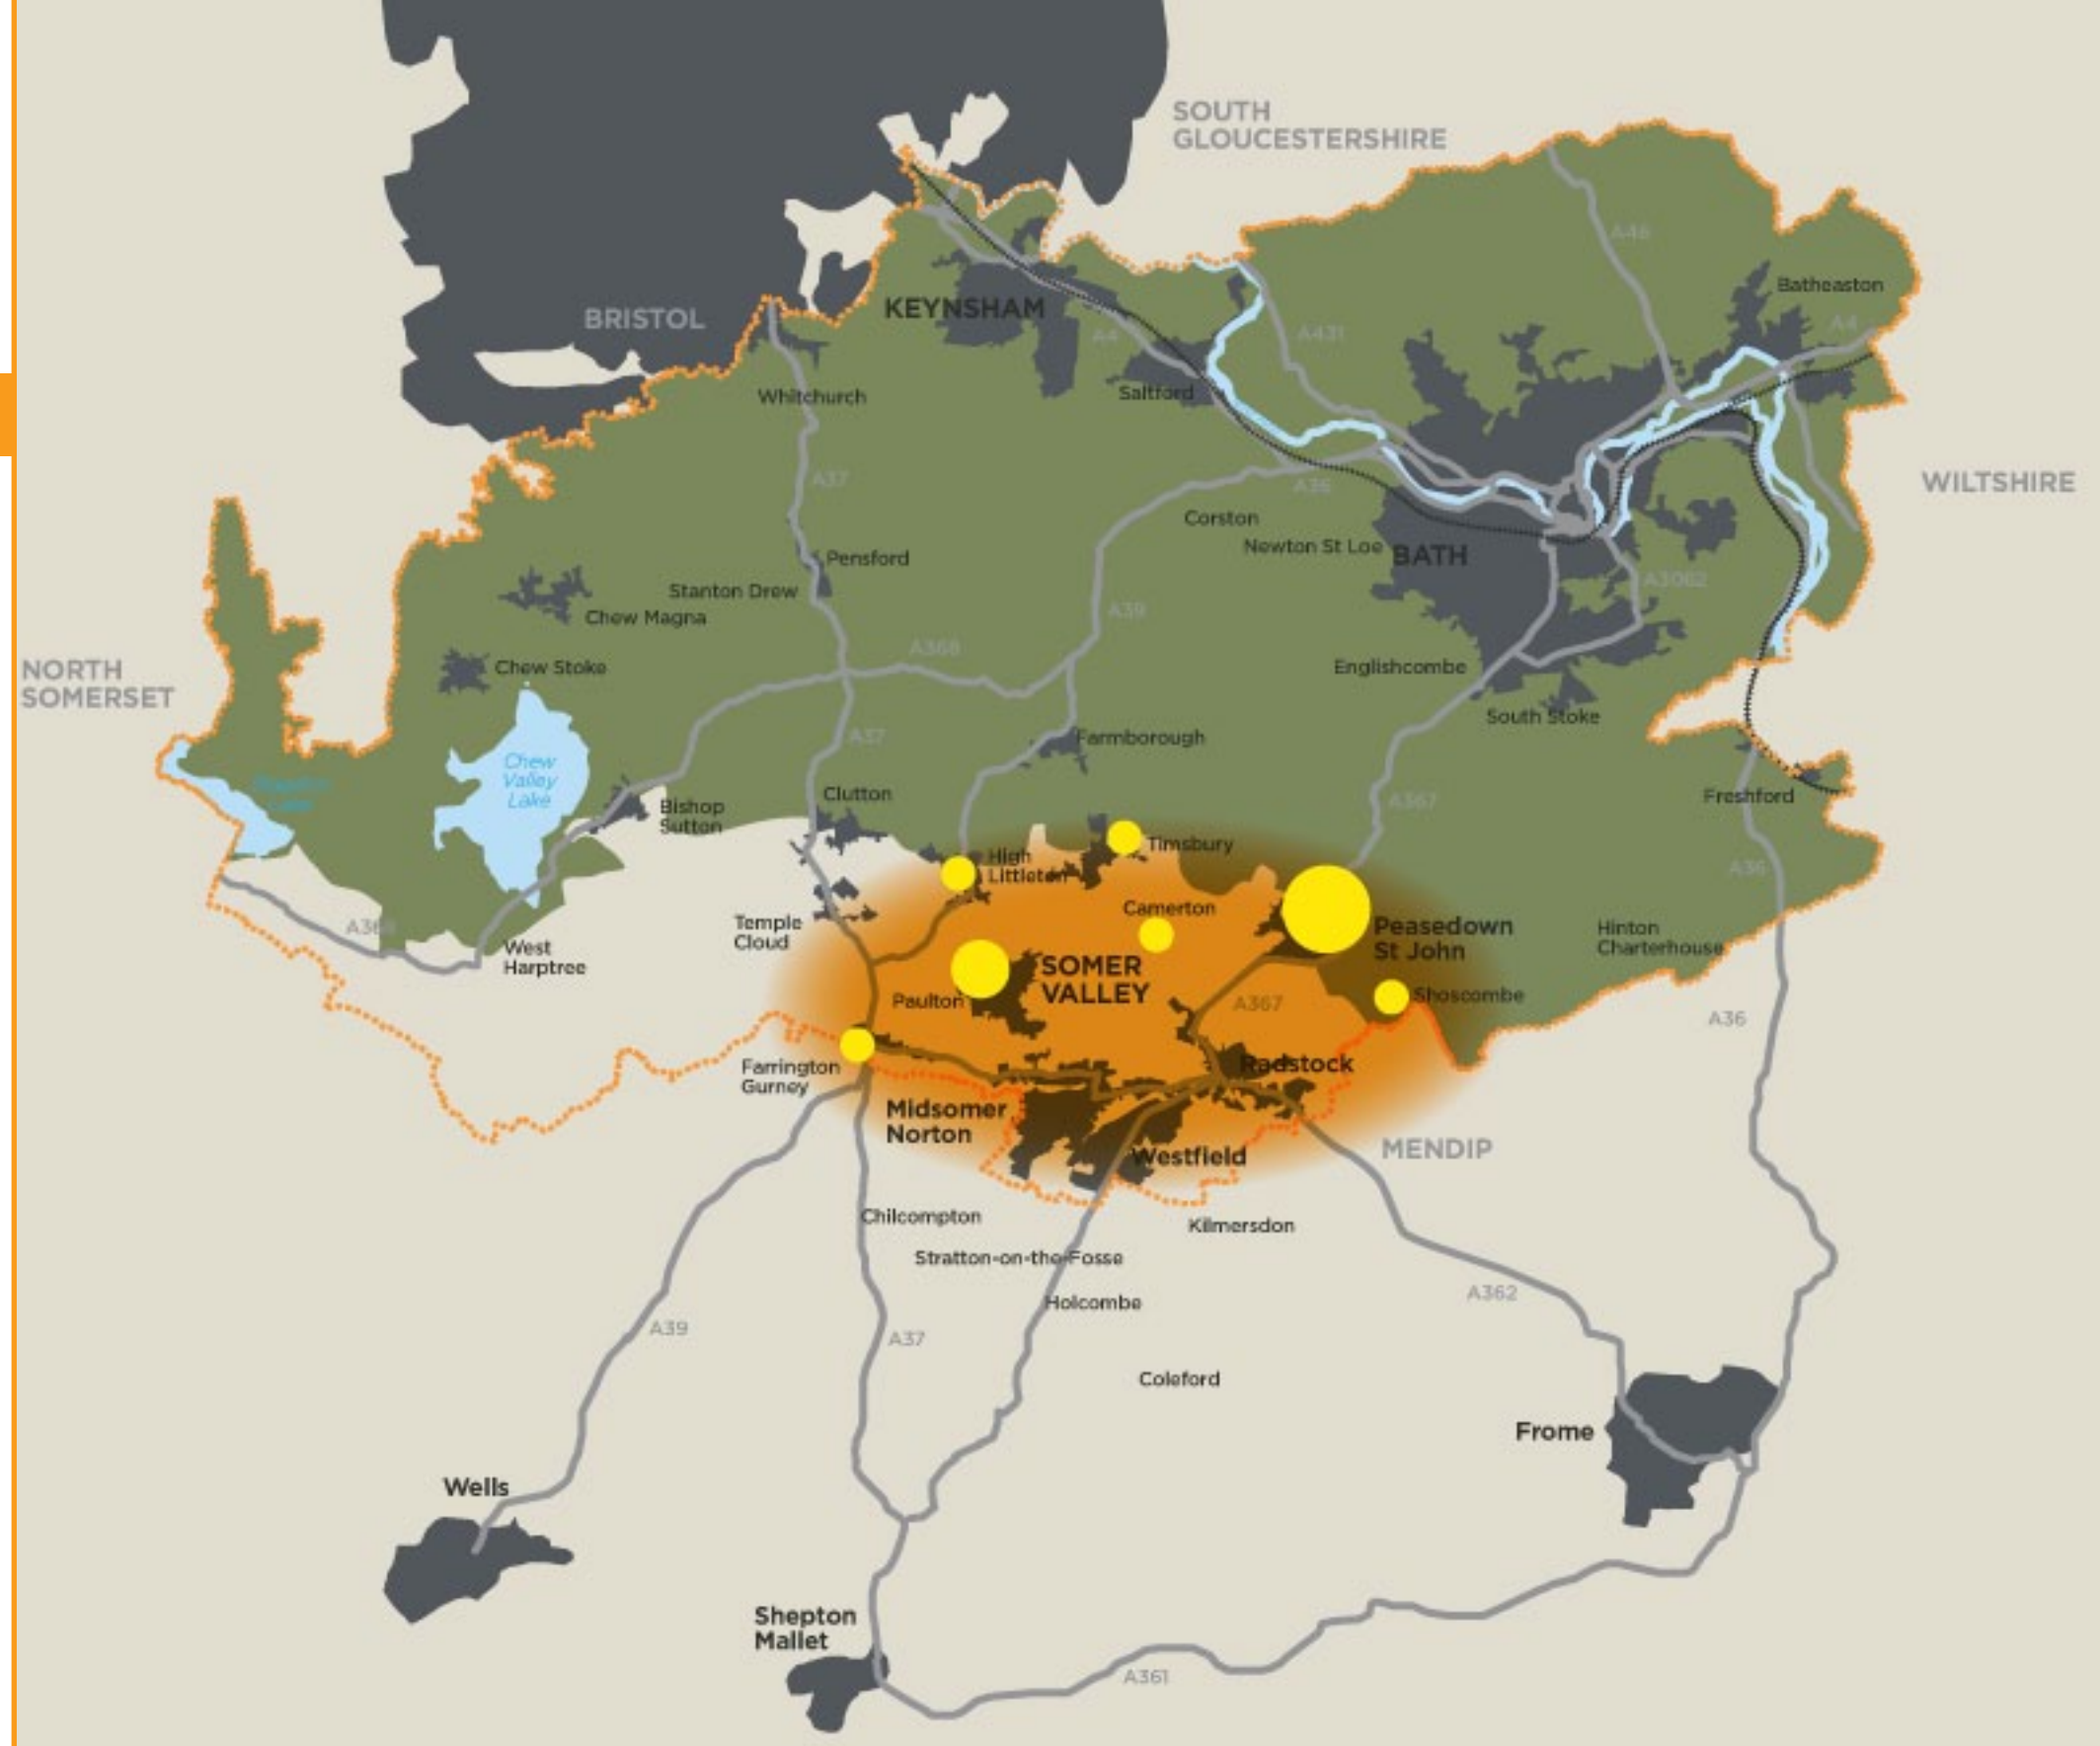 SOUTH
GLOUCESTERSHIRE
A46
Batheaston
BRISTOL
KEYNSHAM
A4
A431
A4
Whitchurch
Saltford
A37
A36
WILTSHIRE
Corston
Newton St Loe
BATH
Pensford
Stanton Drew
A3062
Chew Magna
A39
A368
NORTH
SOMERSET
Chew Stoke
Englishcombe
South Stoke
A37
Farmborough
Chew
Valley
Lake
Clutton
Bishop
Sutton
A367
Freshford
High
Littleton
Timsbury
A36
Camerton
A368
Temple
Cloud
West
Harptree
Peasedown
St John
Hinton
Charterhouse
SOMER
VALLEY
Paulton
A367
Shoscombe
A36
Farrington
Gurney
Radstock
Midsomer
Norton
MENDIP
Westfield
Chilcompton
Kilmersdon
Stratton-on-the-Fosse
Holcombe
A362
A39
A37
Coleford
Frome
Wells
Shepton
Mallet
A361